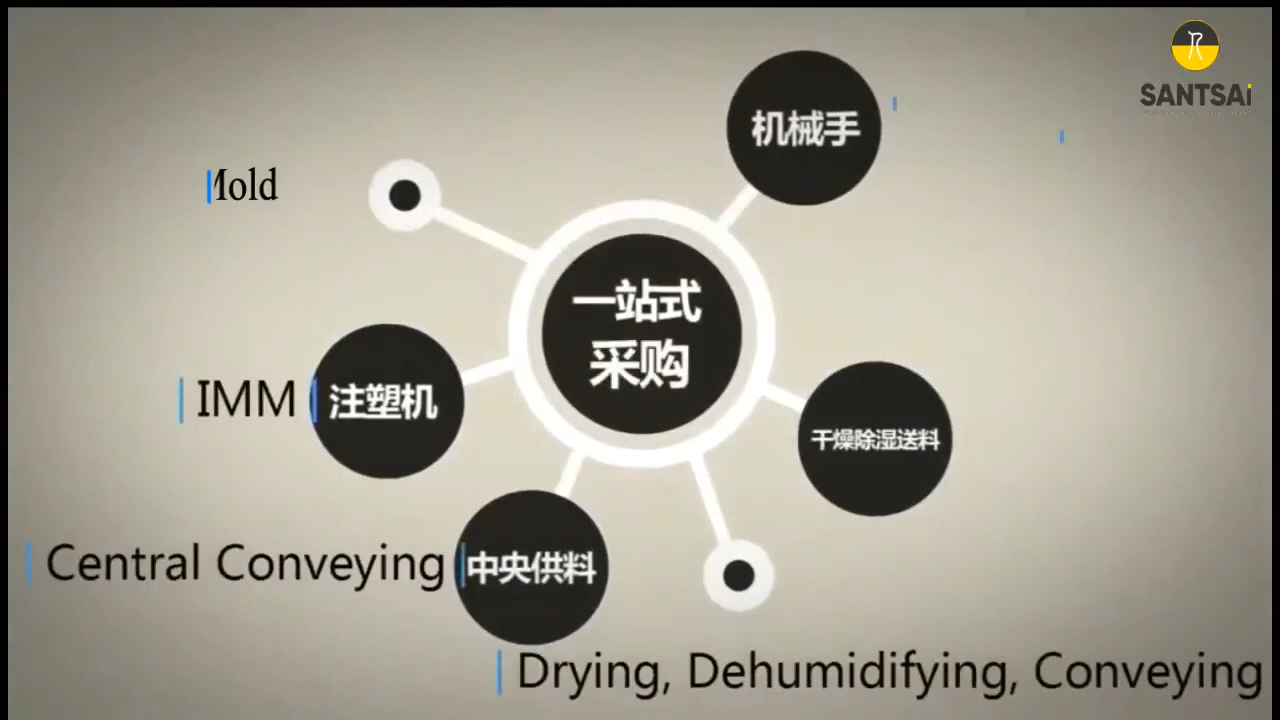 SANTSAi
机械手
Mold
一站式
采购
IMM
注塑机
干燥除湿送料
Central Conveying
中央供料
Drying, Dehumidifying, Conveying